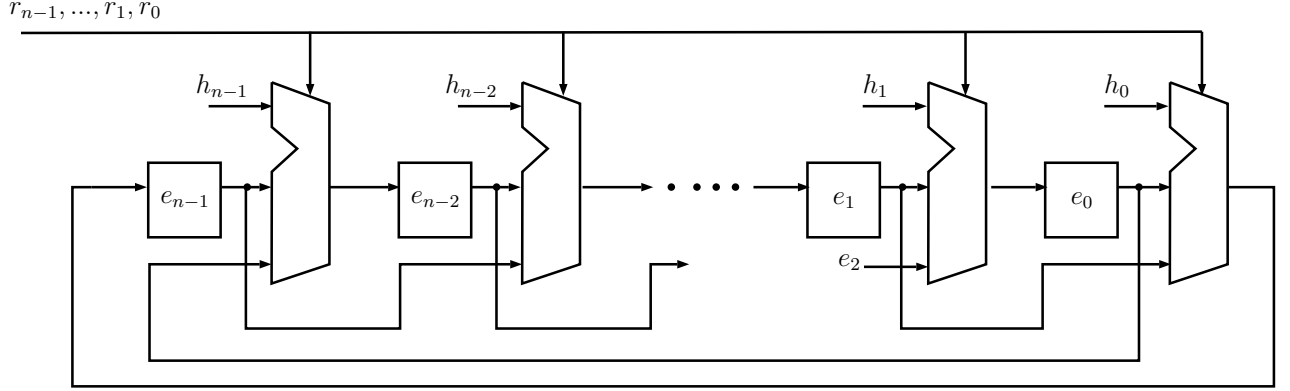 r_{n−1}, ..., r_1, r_0
h_{n−1}
h_{n−2}
h_1
h_0
e_{n−1}
e_{n−2}
e_1
e_0
e_2